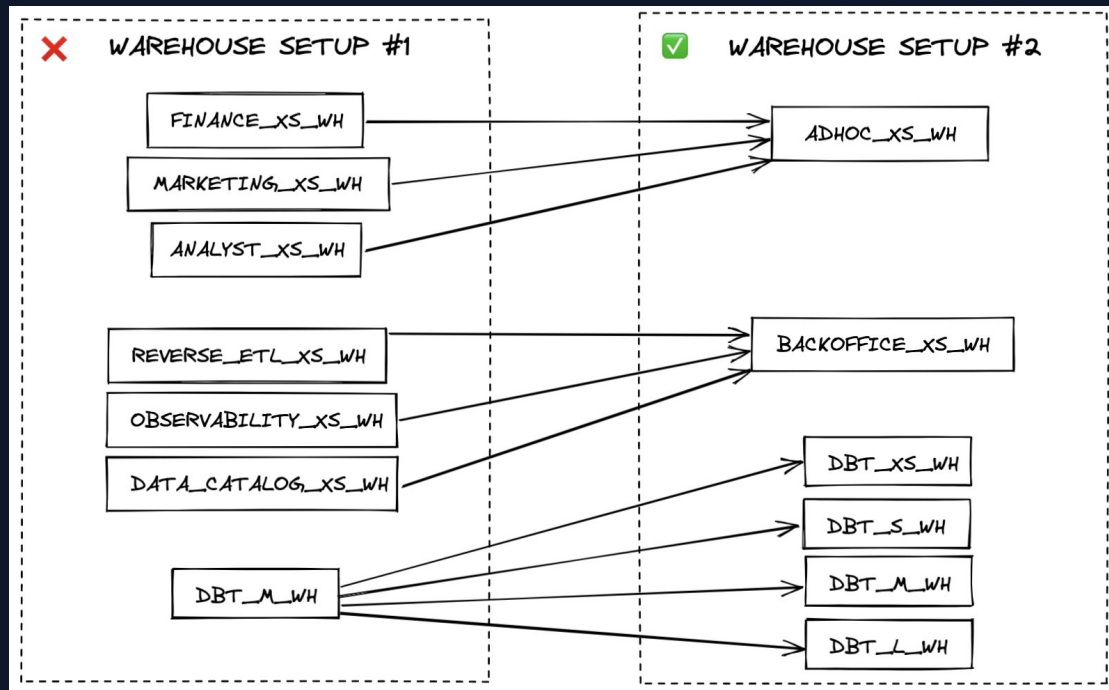 ❌ WAREHOUSE SETUP #1
FINANCE_XS_WH
MARKETING_XS_WH
ANALYST_XS_WH
REVERSE_ETL_XS_WH
OBSERVABILITY_XS_WH
DATA_CATALOG_XS_WH
DBT_M_WH
✅ WAREHOUSE SETUP #2
ADHOC_XS_WH
BACKOFFICE_XS_WH
DBT_XS_WH
DBT_S_WH
DBT_M_WH
DBT_L_WH